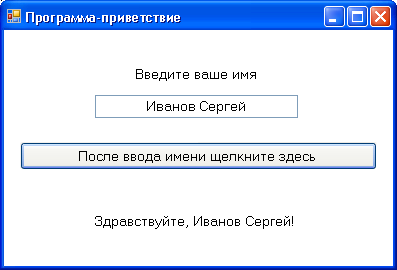 Программа-приветствие
Введите ваше имя
Иванов Сергей
После ввода имени щелкните здесь
Здравствуйте, Иванов Сергей!